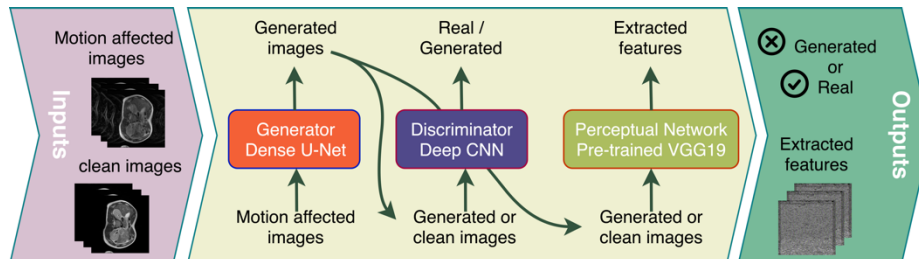 Inputs
Motion affected
images
clean images
Generated
images
Real /
Generated
Extracted
features
Generator
Dense U-Net
Discriminator
Deep CNN
Perceptual Network
Pre-trained VGG19
Motion affected
images
Generated or
clean images
Generated or
clean images
Generated
or
Real
Extracted
features
Outputs